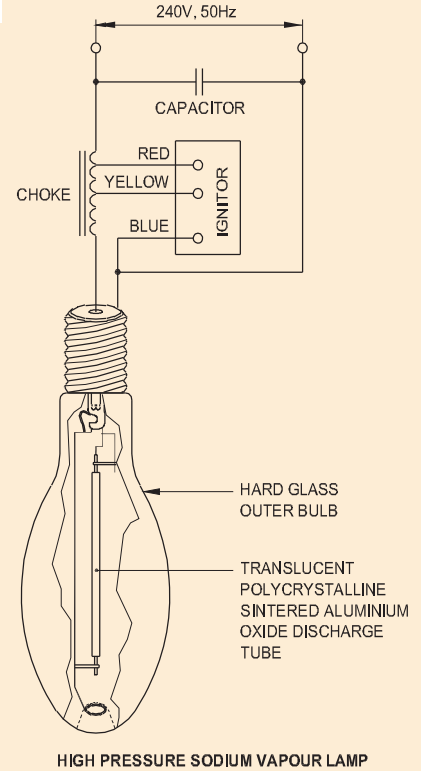 240V, 50Hz
CAPACITOR
RED
YELLOW
CHOKE
IGNITOR
BLUE
HARD GLASS
OUTER BULB
TRANSLUCENT
POLYCRYSTALLINE
SINTERED ALUMINIUM
OXIDE DISCHARGE
TUBE
HIGH PRESSURE SODIUM VAPOUR LAMP